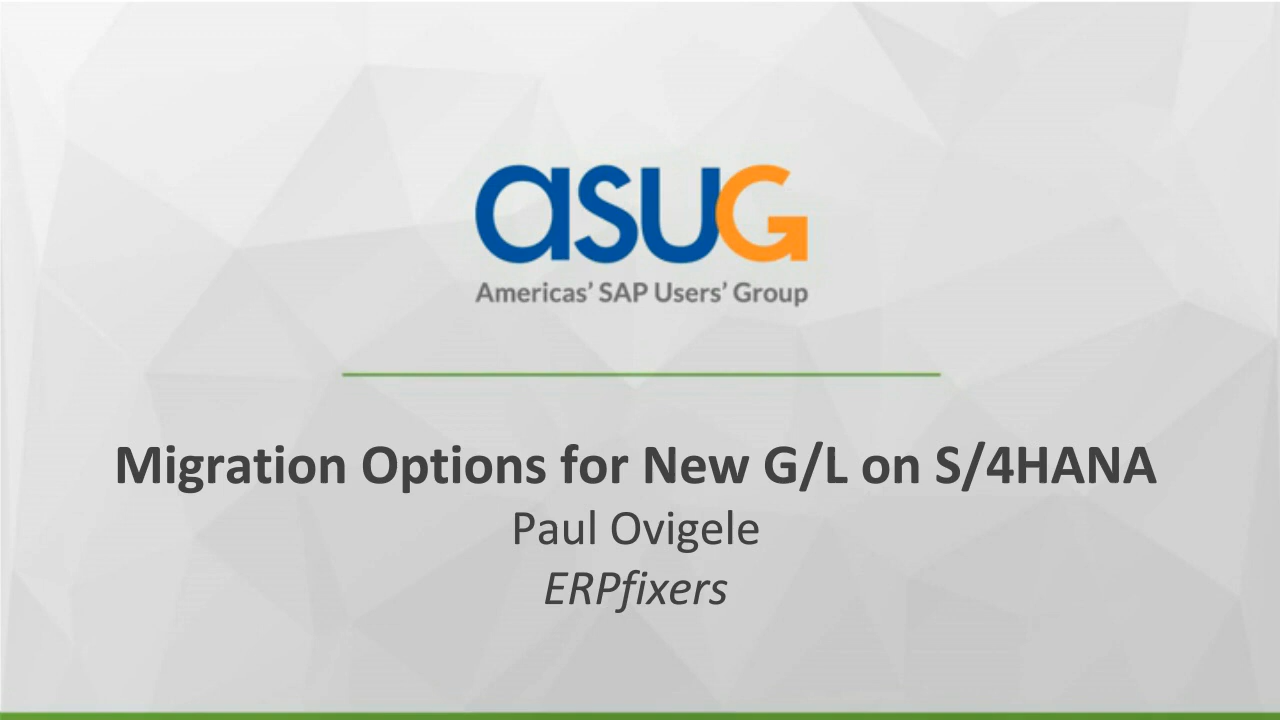 asuG
Americas' SAP Users' Group
Migration Options for New G/L on S/4HANA
Paul Ovigele
ERPfixers